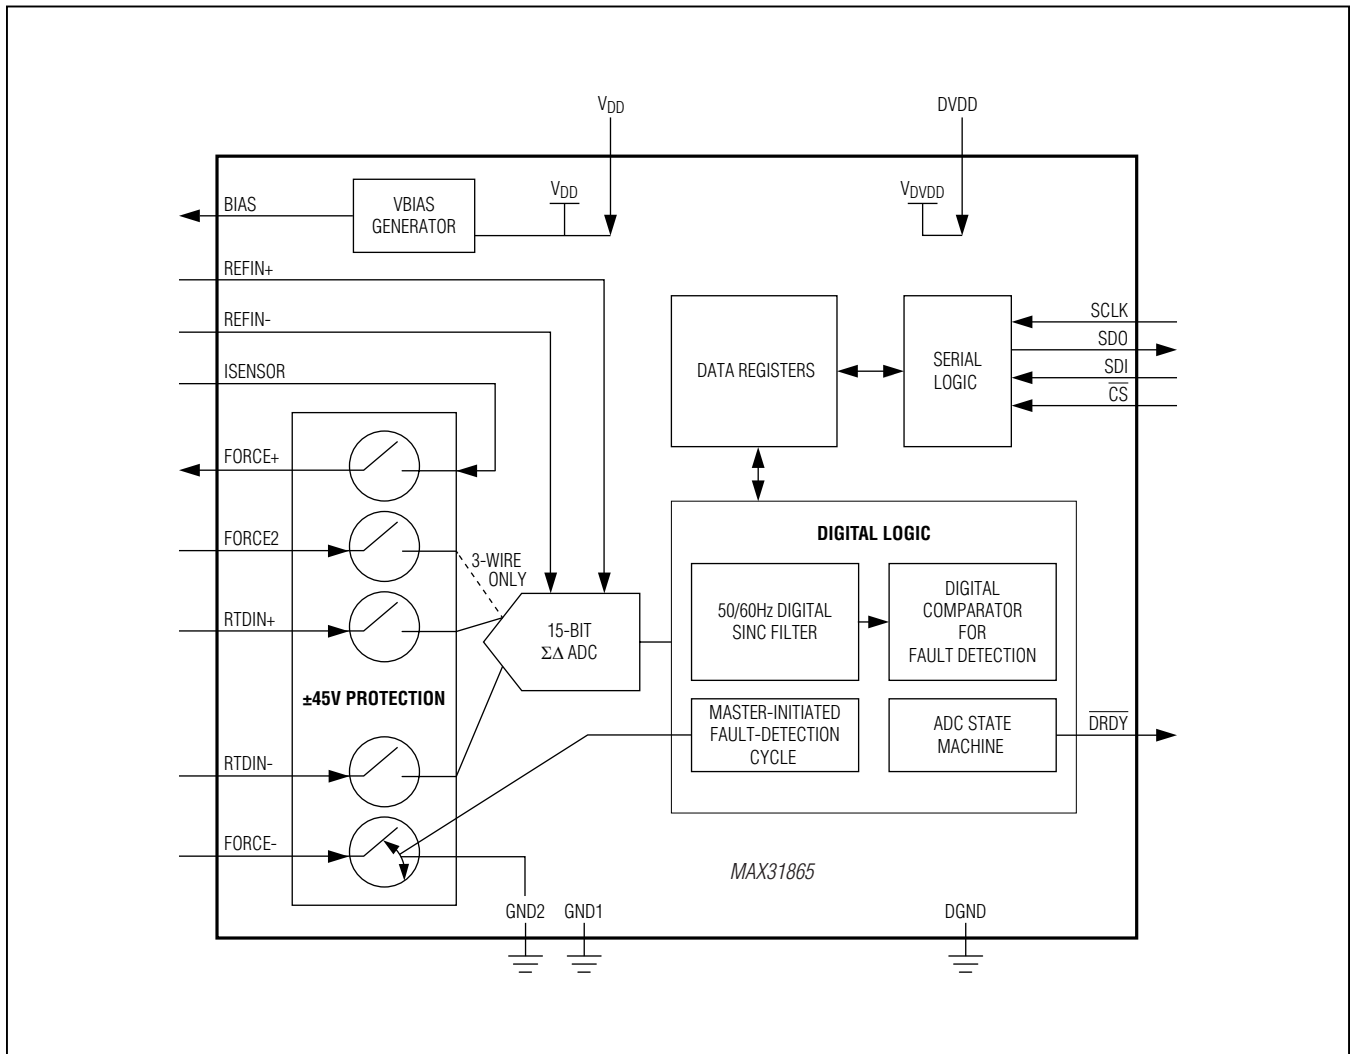 VDD
DVDD
BIAS
VBIAS
GENERATOR
VDD
VDVDD
REFIN+
REFIN-
ISENSOR
FORCE+
FORCE2
RTDIN+
RTDIN-
FORCE-
±45V PROTECTION
3-WIRE
ONLY
15-BIT
ΣΔ ADC
DATA REGISTERS
SERIAL
LOGIC
SCLK
SDO
SDI
C̅S̅
DIGITAL LOGIC
50/60Hz DIGITAL
SINC FILTER
DIGITAL
COMPARATOR
FOR
FAULT DETECTION
MASTER-INITIATED
FAULT-DETECTION
CYCLE
ADC STATE
MACHINE
D̅R̅D̅Y̅
MAX31865
GND2
GND1
DGND